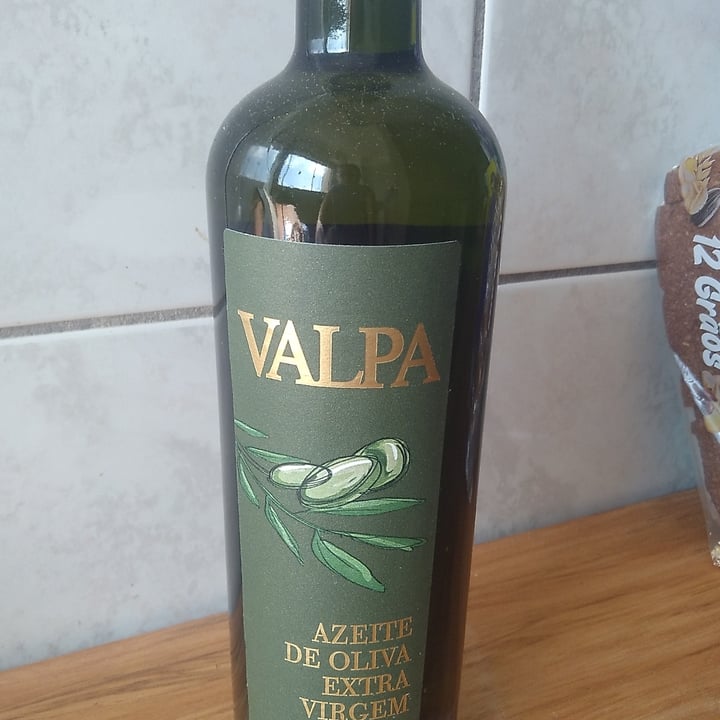 VALPA
AZEITE
DE OLIVA
EXTRA
VIRGEM
12 Grãos